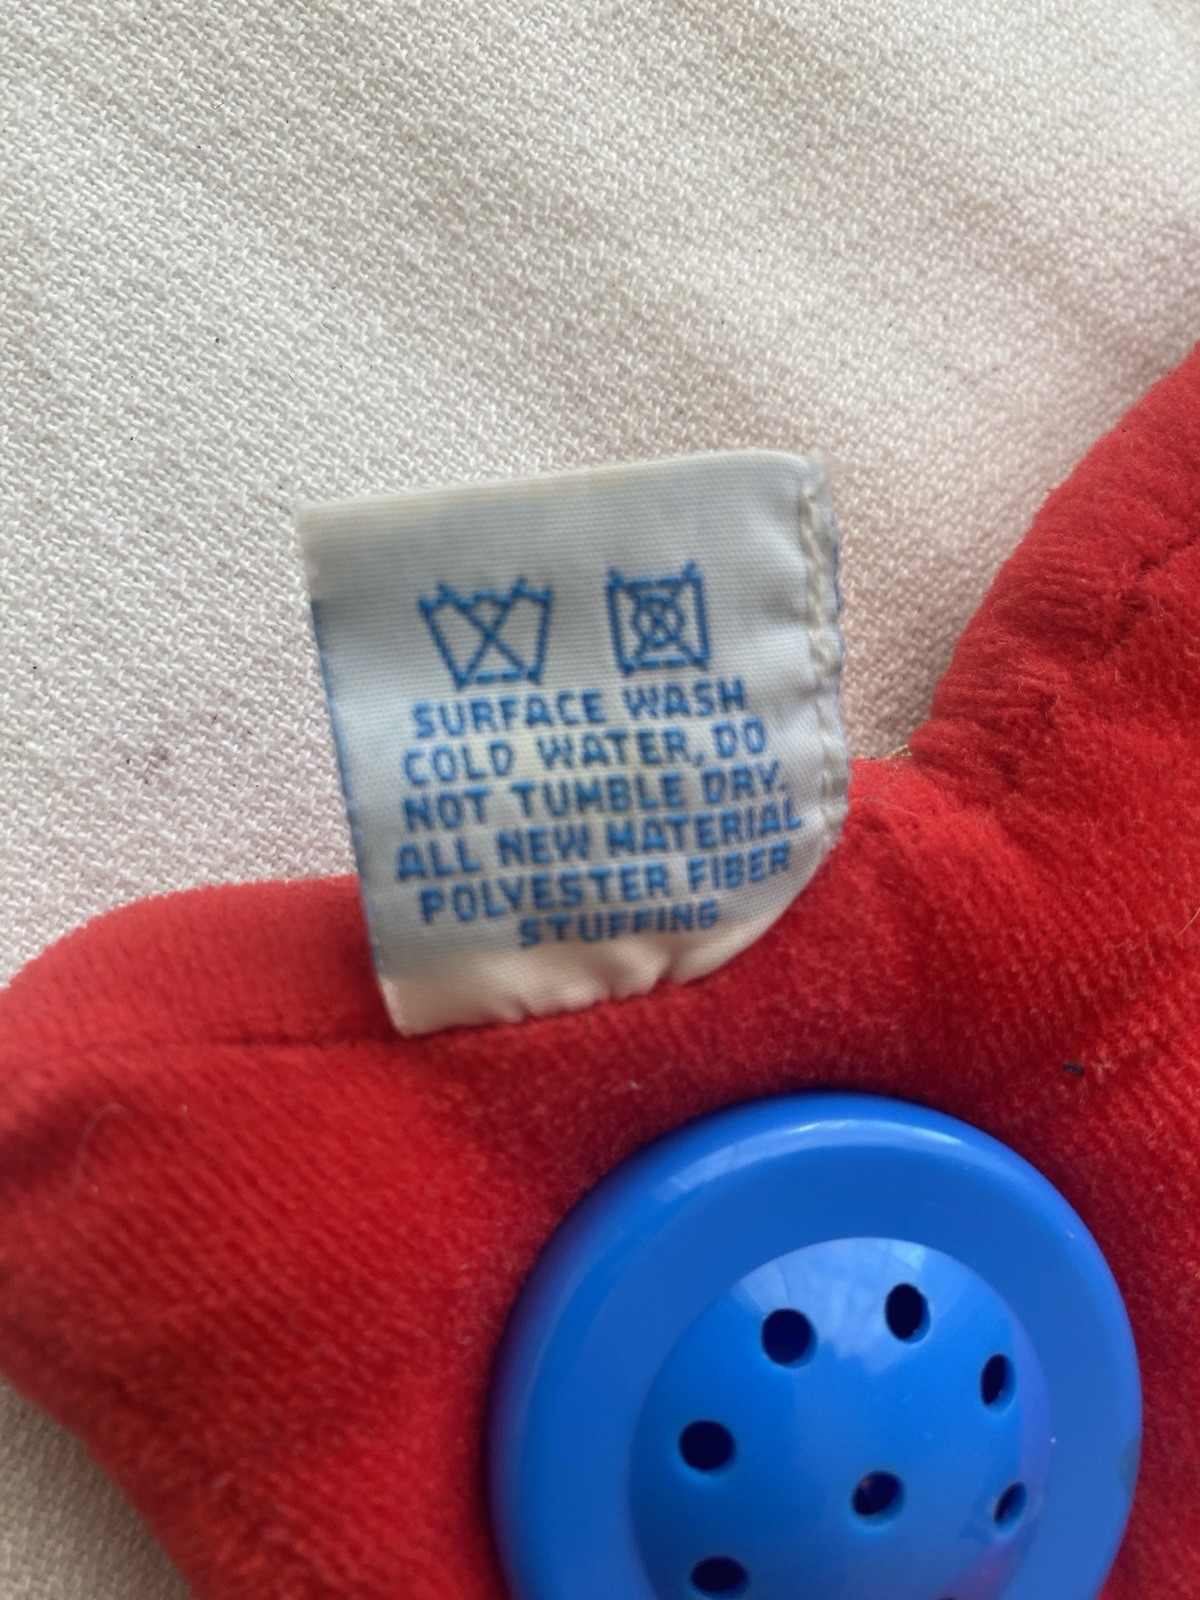 SURFACE WASH
COLD WATER, DO
NOT TUMBLE DRY.
ALL NEW MATERIAL
POLYESTER FIBER
STUFFING